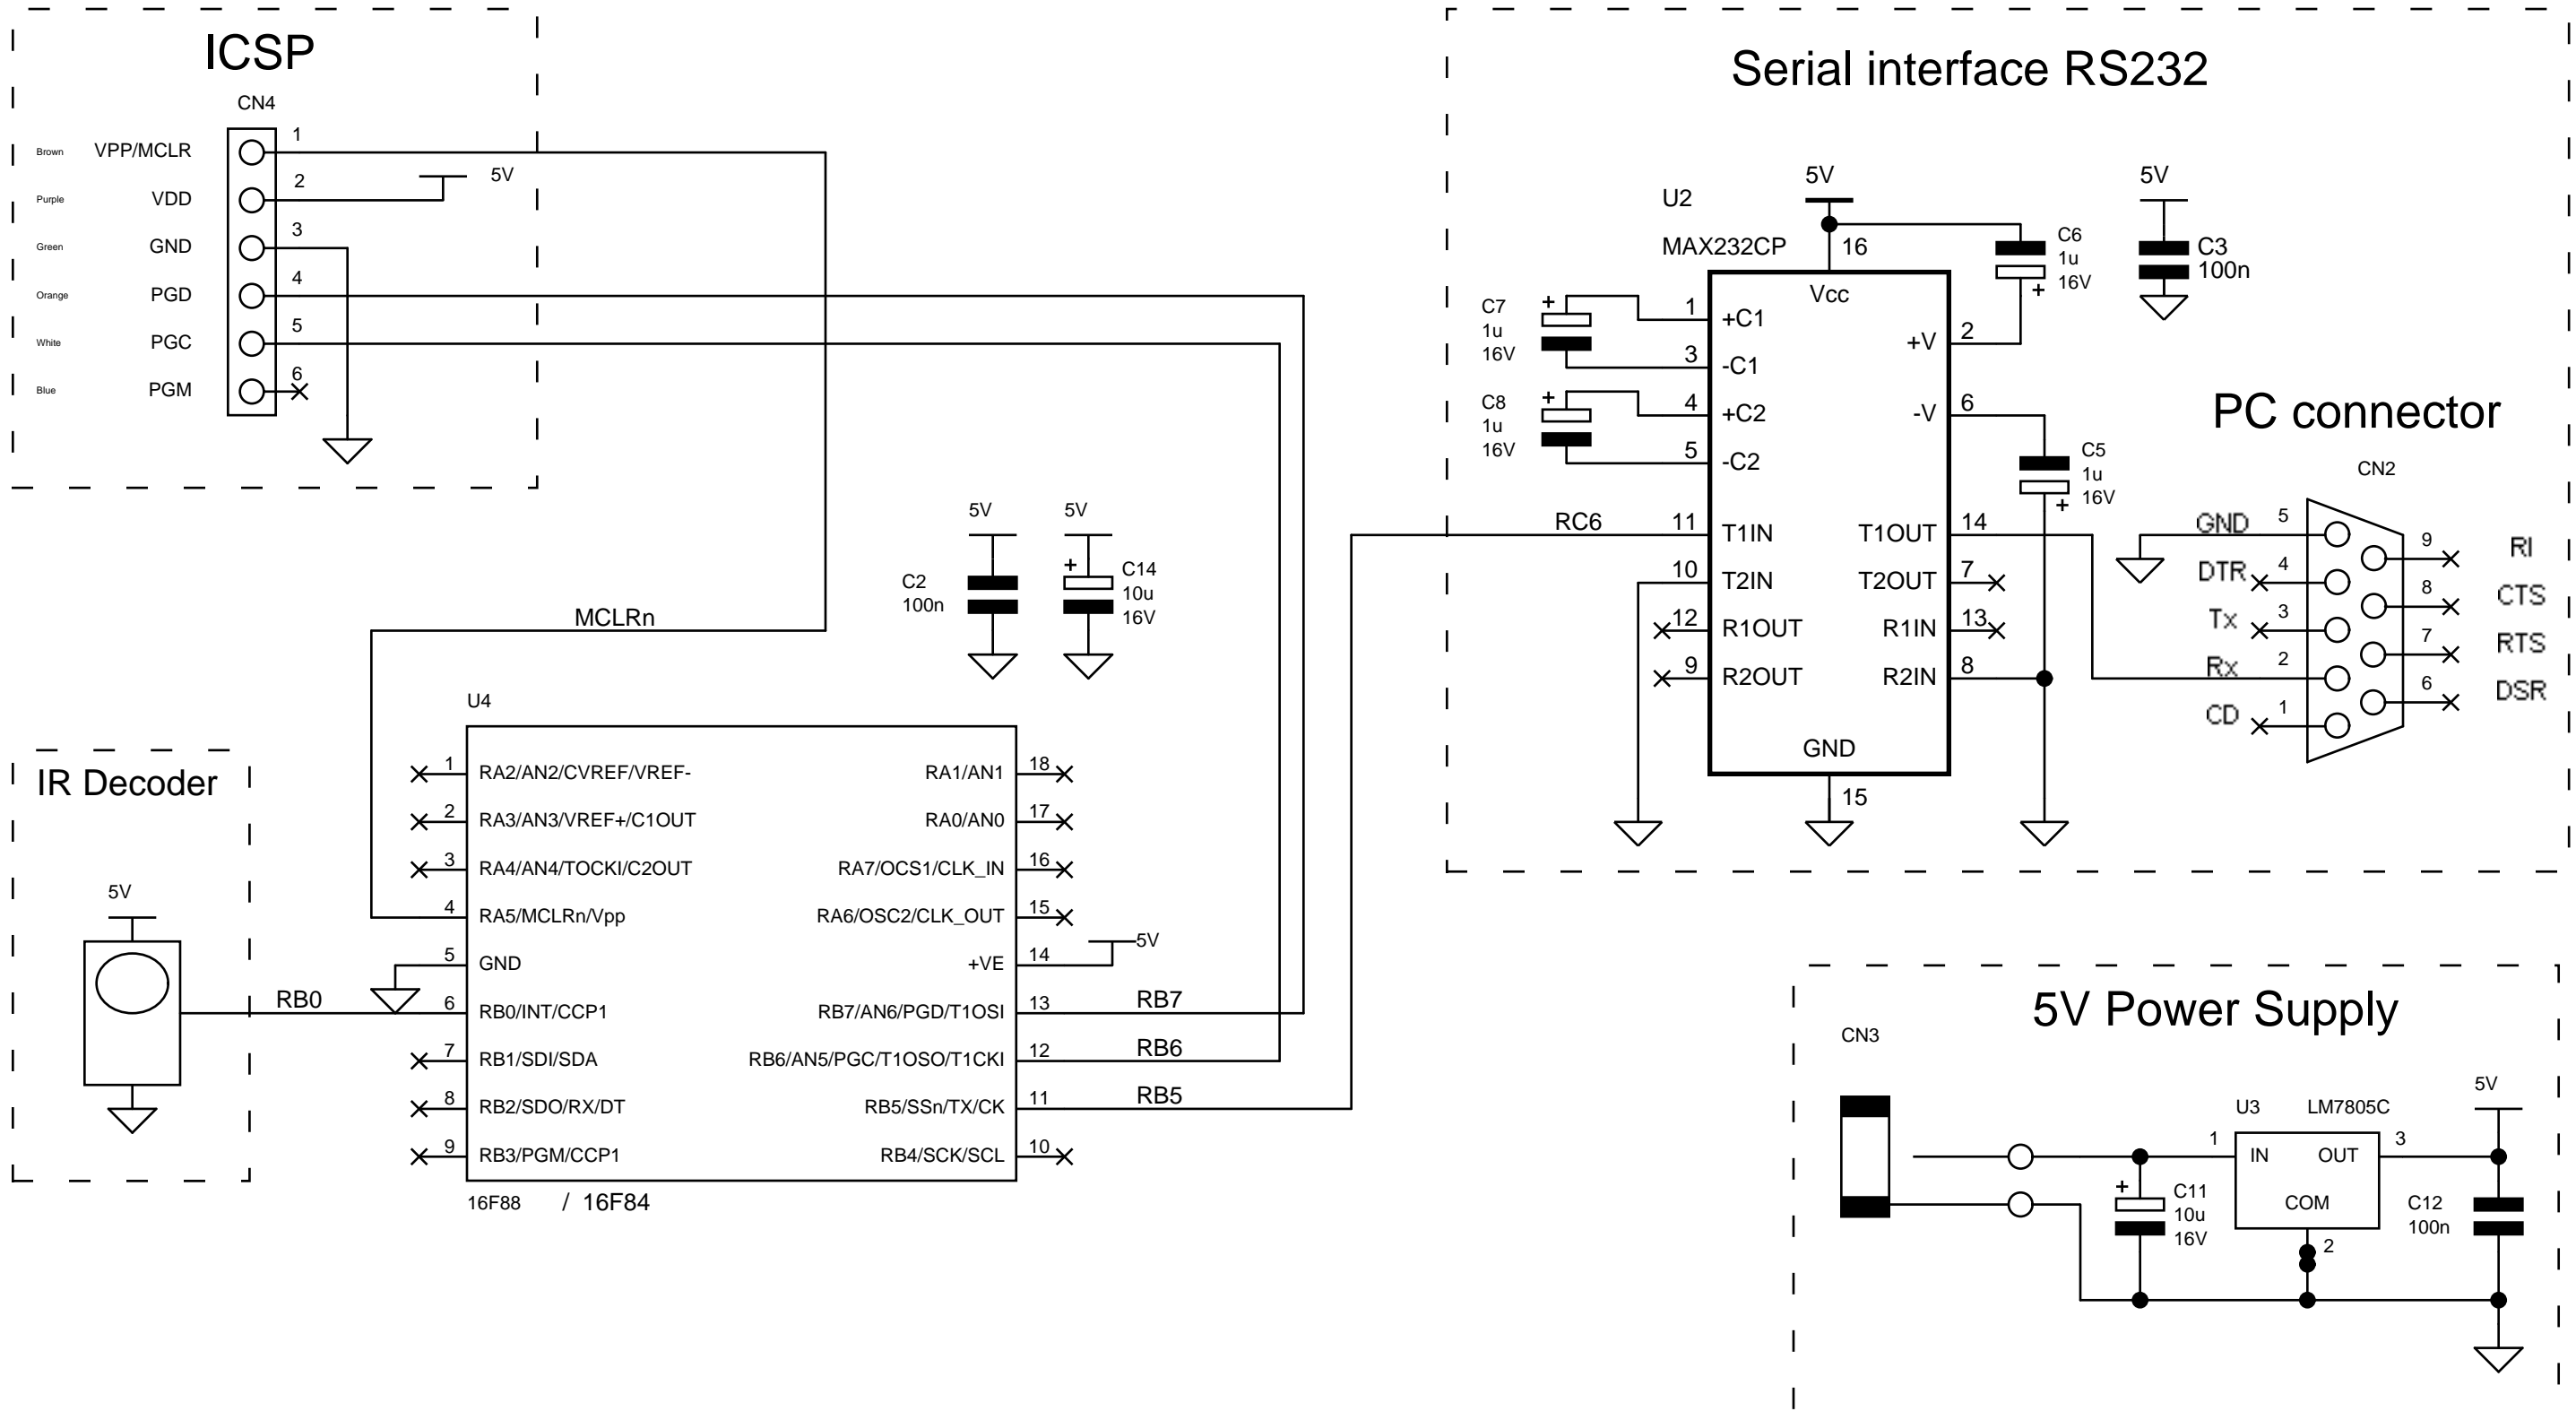 ICSP
CN4
Brown VPP/MCLR 1
Purple VDD 2 5V
Green GND 3
Orange PGD 4
White PGC 5
Blue PGM 6
MCLRn
5V 5V
C2
100n
+ C14
10u
16V
IR Decoder
5V
RB0
U4
1 RA2/AN2/CVREF/VREF- RA1/AN1 18
2 RA3/AN3/VREF+/C1OUT RA0/AN0 17
3 RA4/AN4/TOCKI/C2OUT RA7/OCS1/CLK_IN 16
4 RA5/MCLRn/Vpp RA6/OSC2/CLK_OUT 15
5 GND +VE 14 5V
6 RB0/INT/CCP1 RB7/AN6/PGD/T1OSI 13 RB7
7 RB1/SDI/SDA RB6/AN5/PGC/T1OSO/T1CKI 12 RB6
8 RB2/SDO/RX/DT RB5/SSn/TX/CK 11 RB5
9 RB3/PGM/CCP1 RB4/SCK/SCL 10
16F88 / 16F84
Serial interface RS232
U2
MAX232CP
5V
16
Vcc
C6
1u
16V
+
5V
C3
100n
C7
1u
16V
+
C8
1u
16V
+
1 +C1
3 -C1 +V 2
4 +C2 -V 6
5 -C2
C5
1u
16V
+
RC6 11 T1IN T1OUT 14
10 T2IN T2OUT 7
12 R1OUT R1IN 13
9 R2OUT R2IN 8
GND
15
PC connector
CN2
GND 5
9 RI
DTR 4
8 CTS
Tx 3
7 RTS
Rx 2
6 DSR
CD 1
5V Power Supply
CN3
U3 LM7805C
5V
1 IN OUT 3
COM
2
+ C11
10u
16V
C12
100n